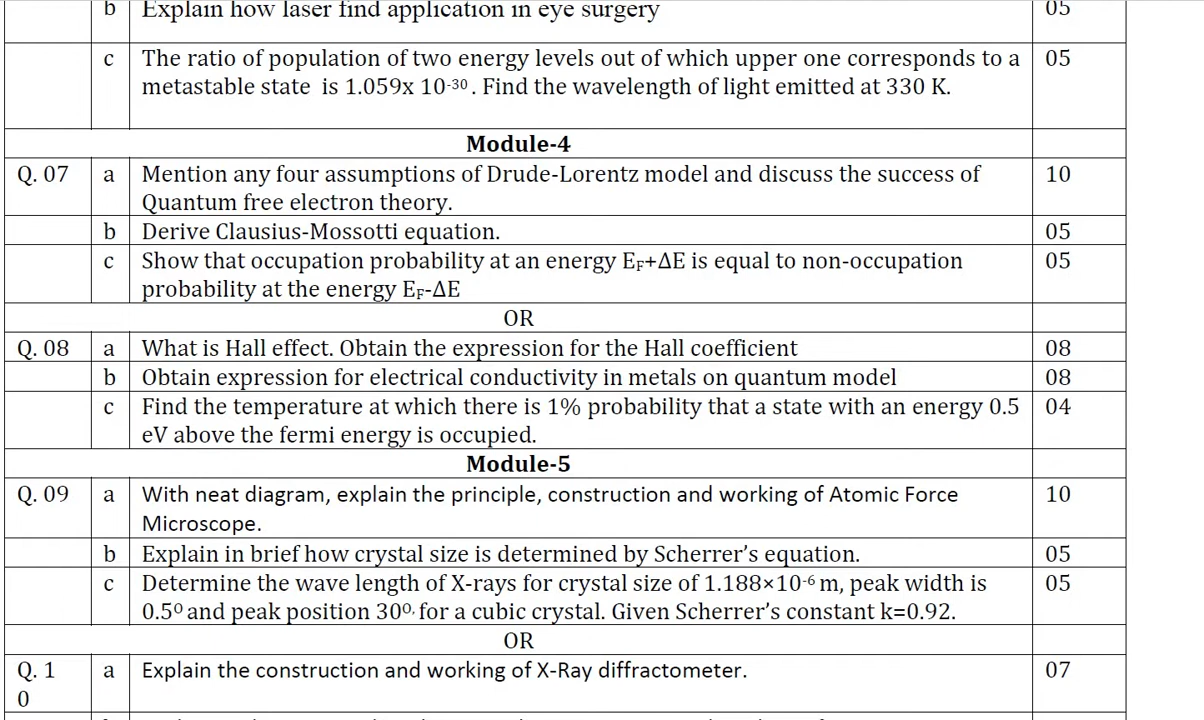 b Explain how laser find application in eye surgery 05
c The ratio of population of two energy levels out of which upper one corresponds to a 05
metastable state is 1.059x 10⁻³⁰ . Find the wavelength of light emitted at 330 K.
Module-4
Q. 07 a Mention any four assumptions of Drude-Lorentz model and discuss the success of 10
Quantum free electron theory.
b Derive Clausius-Mossotti equation. 05
c Show that occupation probability at an energy EF+ΔE is equal to non-occupation 05
probability at the energy EF-ΔE
OR
Q. 08 a What is Hall effect. Obtain the expression for the Hall coefficient 08
b Obtain expression for electrical conductivity in metals on quantum model 08
c Find the temperature at which there is 1% probability that a state with an energy 0.5 04
eV above the fermi energy is occupied.
Module-5
Q. 09 a With neat diagram, explain the principle, construction and working of Atomic Force 10
Microscope.
b Explain in brief how crystal size is determined by Scherrer's equation. 05
c Determine the wave length of X-rays for crystal size of 1.188×10⁻⁶ m, peak width is 05
0.5⁰ and peak position 30⁰, for a cubic crystal. Given Scherrer's constant k=0.92.
OR
Q. 1 a Explain the construction and working of X-Ray diffractometer. 07
0